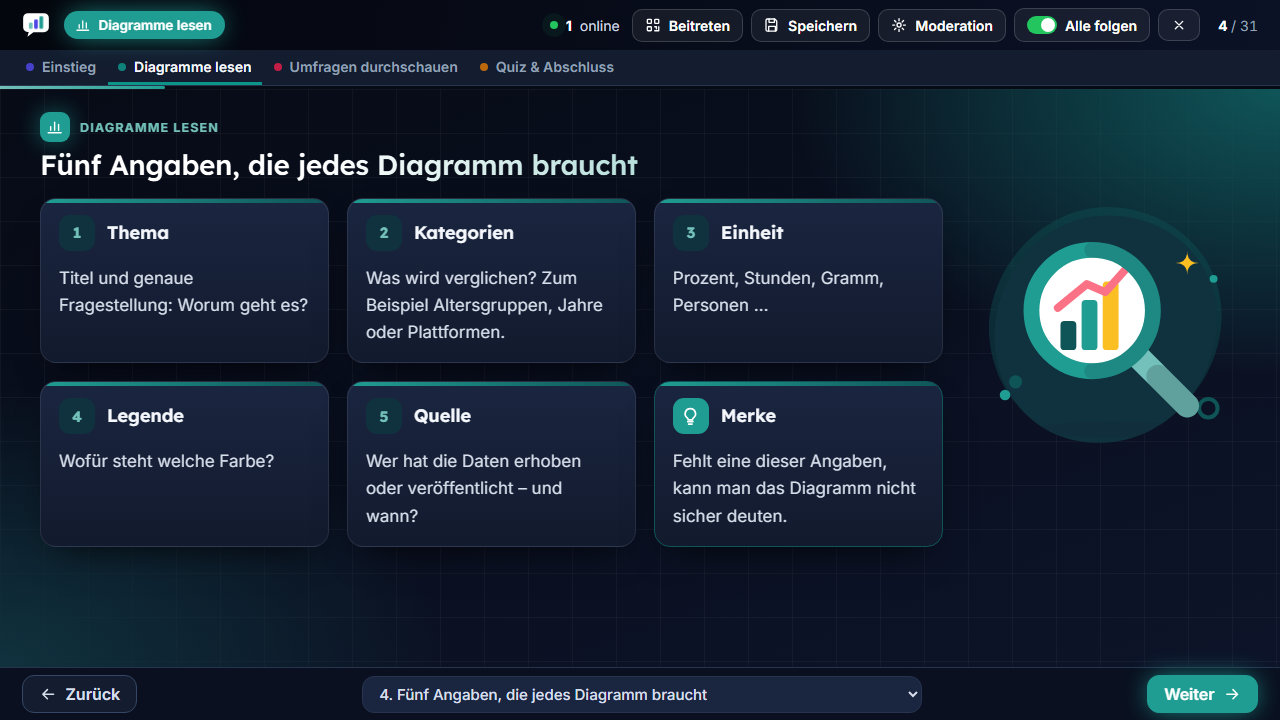 Diagramme lesen
1 online
Beitreten
Speichern
Moderation
Alle folgen
4 / 31
Einstieg
Diagramme lesen
Umfragen durchschauen
Quiz & Abschluss
DIAGRAMME LESEN
Fünf Angaben, die jedes Diagramm braucht
1 Thema
Titel und genaue
Fragestellung: Worum geht es?
2 Kategorien
Was wird verglichen? Zum
Beispiel Altersgruppen, Jahre
oder Plattformen.
3 Einheit
Prozent, Stunden, Gramm,
Personen ...
4 Legende
Wofür steht welche Farbe?
5 Quelle
Wer hat die Daten erhoben
oder veröffentlicht – und
wann?
Merke
Fehlt eine dieser Angaben,
kann man das Diagramm nicht
sicher deuten.
Zurück
4. Fünf Angaben, die jedes Diagramm braucht
Weiter